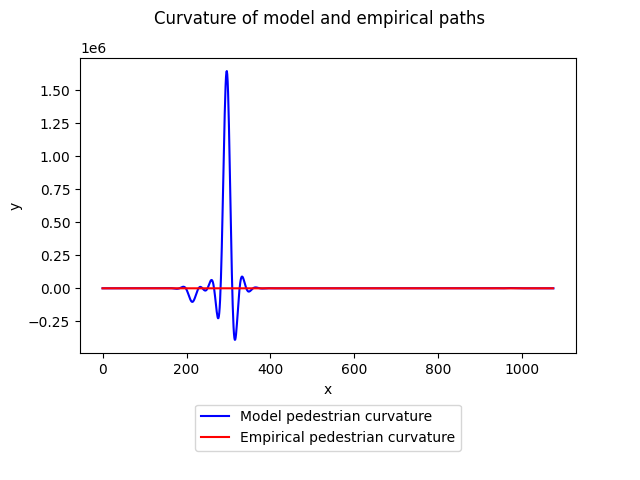 Curvature of model and empirical paths
1e6
1.50
1.25
1.00
0.75
0.50
0.25
0.00
−0.25
y
0 200 400 600 800 1000
x
Model pedestrian curvature
Empirical pedestrian curvature